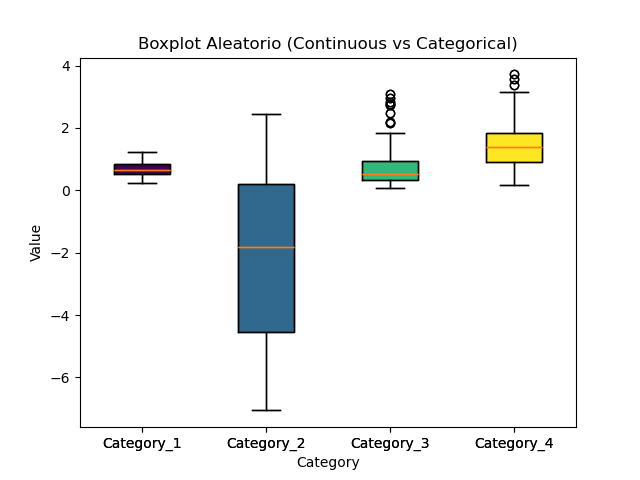 Boxplot Aleatorio (Continuous vs Categorical)
4
2
0
−2
−4
−6
Value
Category_1 Category_2 Category_3 Category_4
Category